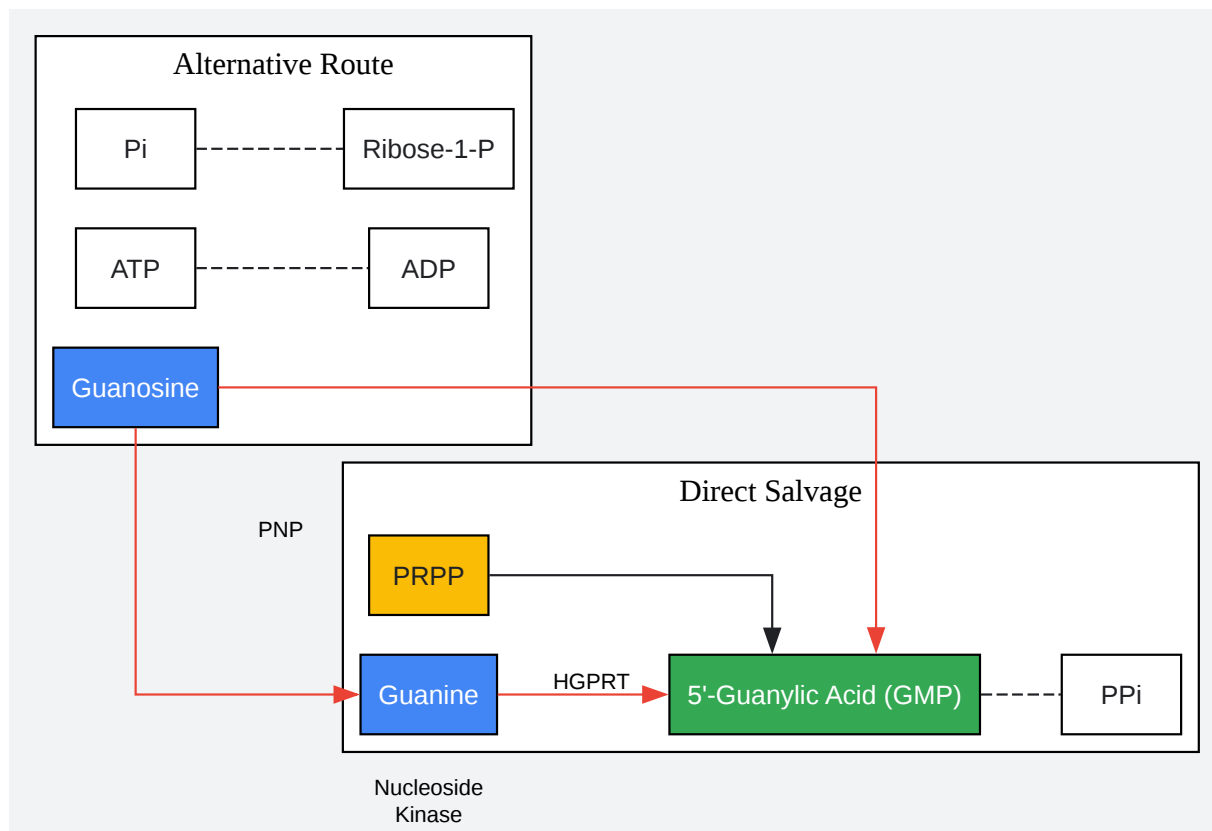 Alternative Route
Pi
Ribose-1-P
ATP
ADP
Guanosine
Direct Salvage
PNP
PRPP
Guanine
HGPRT
5'-Guanylic Acid (GMP)
PPi
Nucleoside
Kinase